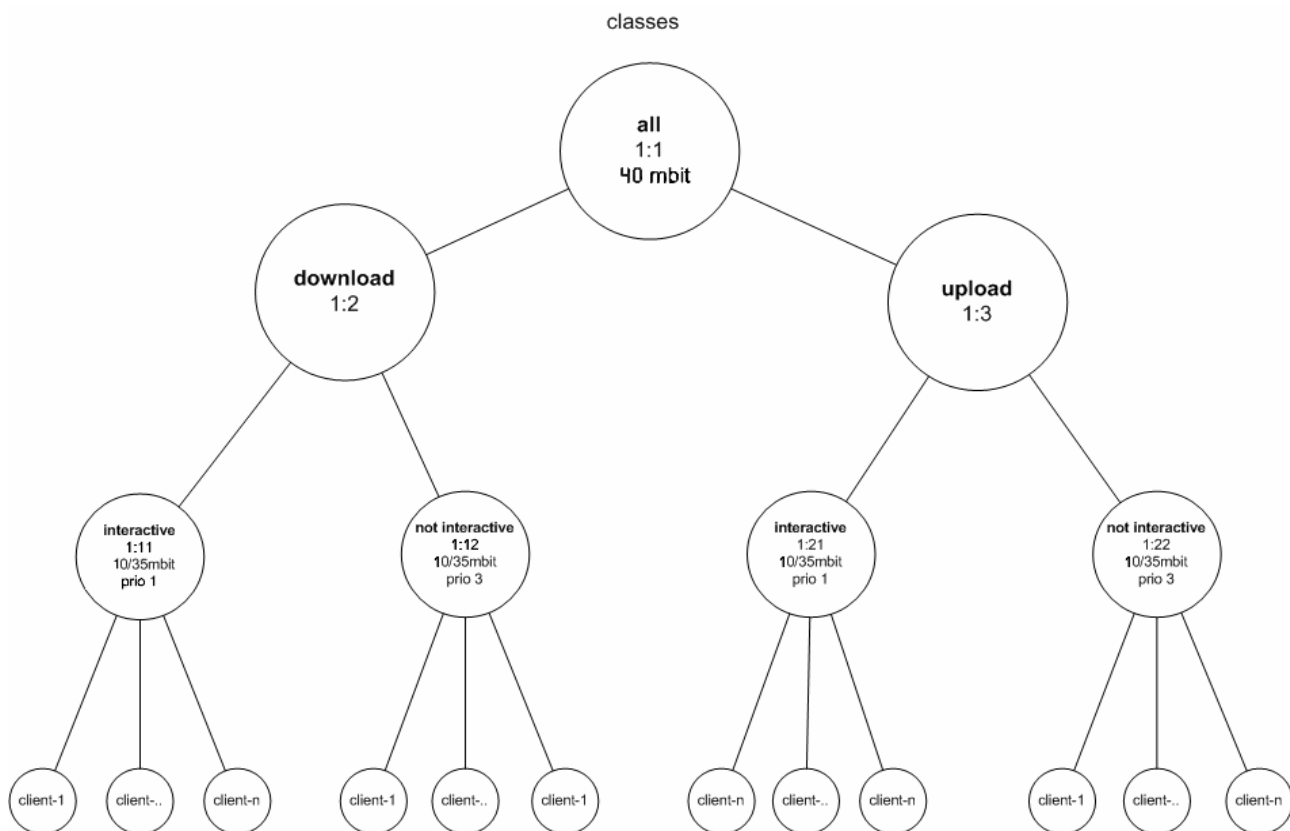 classes
all
1:1
40 mbit
download
1:2
upload
1:3
interactive
1:11
10/35mbit
prio 1
not interactive
1:12
10/35mbit
prio 3
interactive
1:21
10/35mbit
prio 1
not interactive
1:22
10/35mbit
prio 3
client-1
client-..
client-n
client-1
client-..
client-1
client-n
client-..
client-n
client-1
client-..
client-n